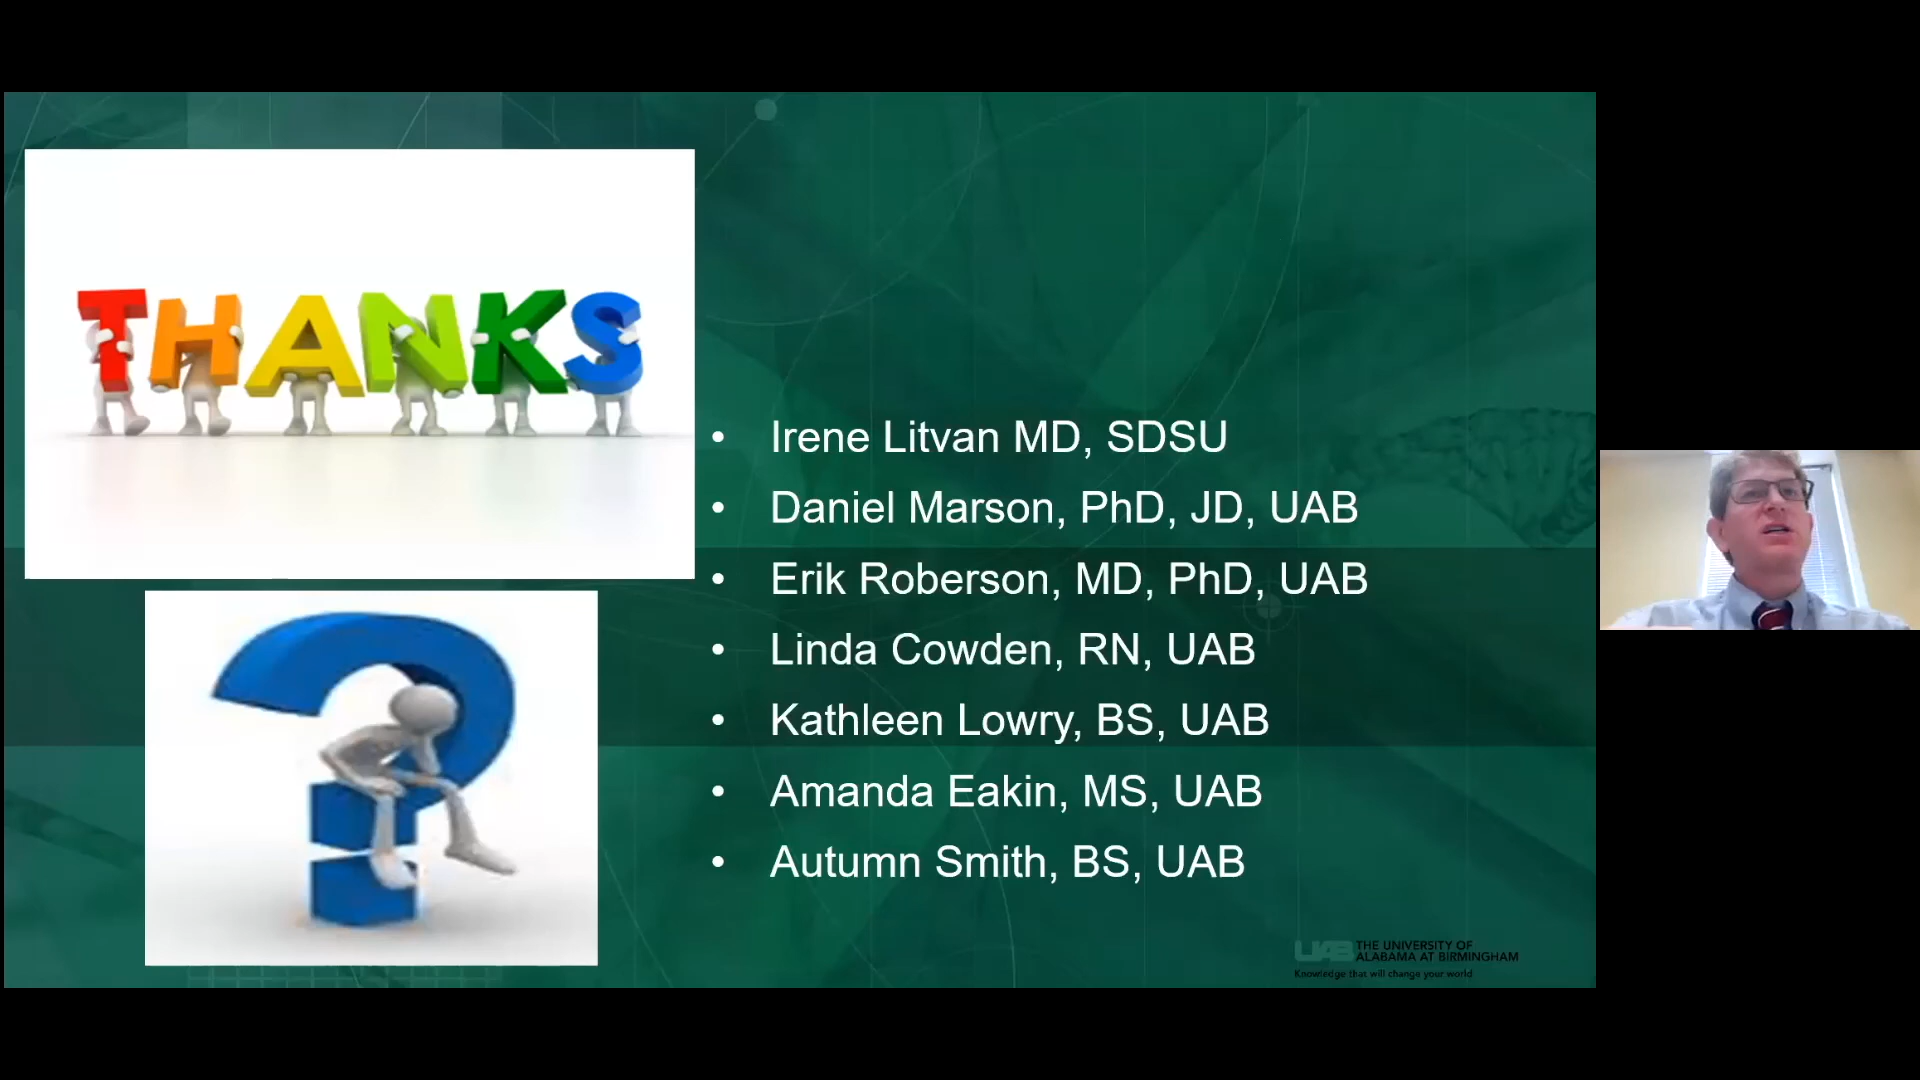 THANKS
Irene Litvan MD, SDSU
Daniel Marson, PhD, JD, UAB
Erik Roberson, MD, PhD, UAB
Linda Cowden, RN, UAB
Kathleen Lowry, BS, UAB
Amanda Eakin, MS, UAB
Autumn Smith, BS, UAB
UAB THE UNIVERSITY OF
ALABAMA AT BIRMINGHAM
Knowledge that will change your world